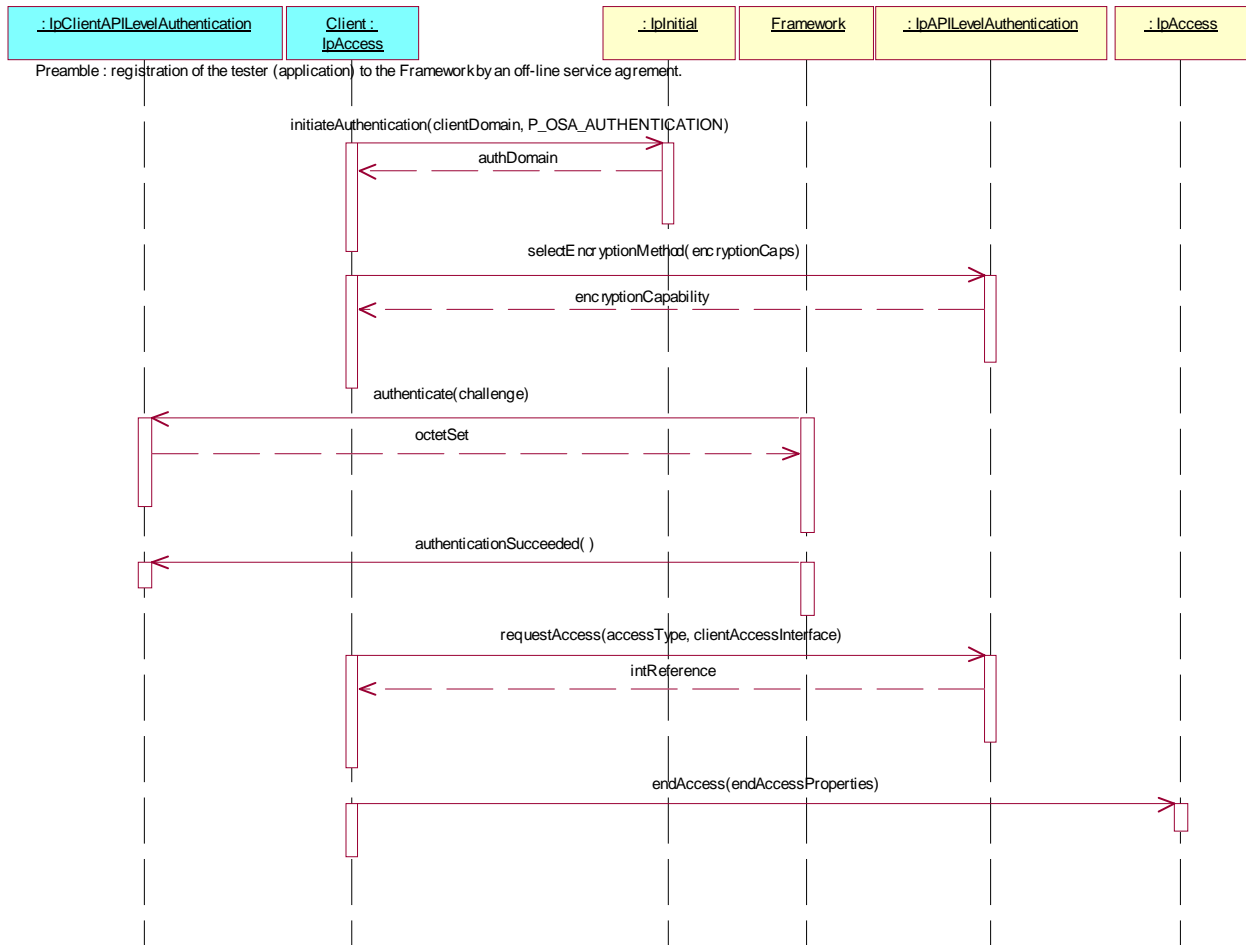 : IpClientAPILevelAuthentication
Client :
IpAccess
: IpInitial
Framework
: IpAPILevelAuthentication
: IpAccess
Preamble : registration of the tester (application) to the Framework by an off-line service agrement.
initiateAuthentication(clientDomain, P_OSA_AUTHENTICATION)
authDomain
selectEncryptionMethod( encryptionCaps)
encryptionCapability
authenticate(challenge)
octetSet
authenticationSucceeded( )
requestAccess(accessType, clientAccessInterface)
intReference
endAccess(endAccessProperties)